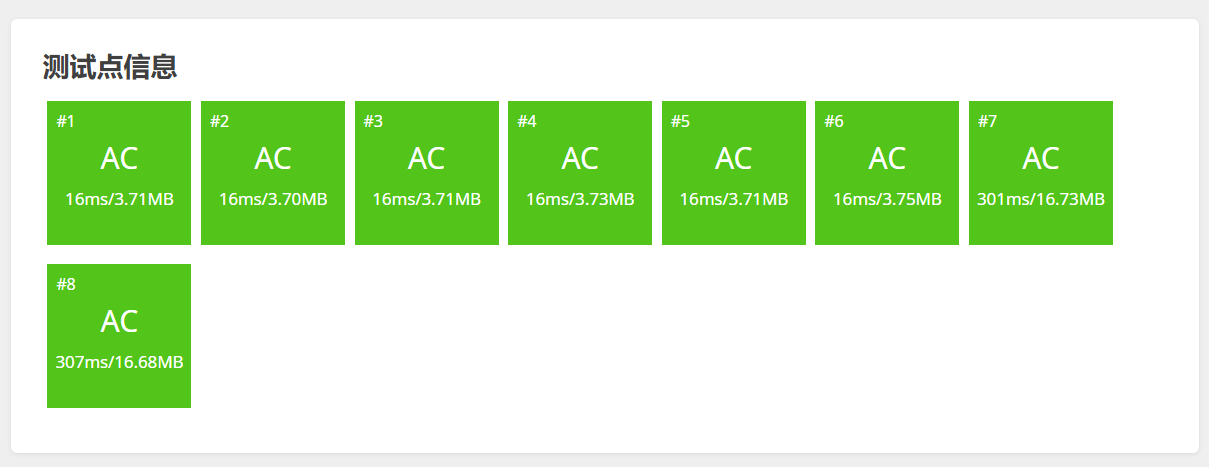 测试点信息
#1
AC
16ms/3.71MB
#2
AC
16ms/3.70MB
#3
AC
16ms/3.71MB
#4
AC
16ms/3.73MB
#5
AC
16ms/3.71MB
#6
AC
16ms/3.75MB
#7
AC
301ms/16.73MB
#8
AC
307ms/16.68MB